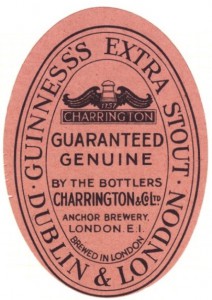 GUINNESS'S EXTRA STOUT ·
DUBLIN & LONDON ·
1757
CHARRINGTON
GUARANTEED
GENUINE
BY THE BOTTLERS
CHARRINGTON & Co LTD
ANCHOR BREWERY,
LONDON. E.I.
BREWED IN LONDON